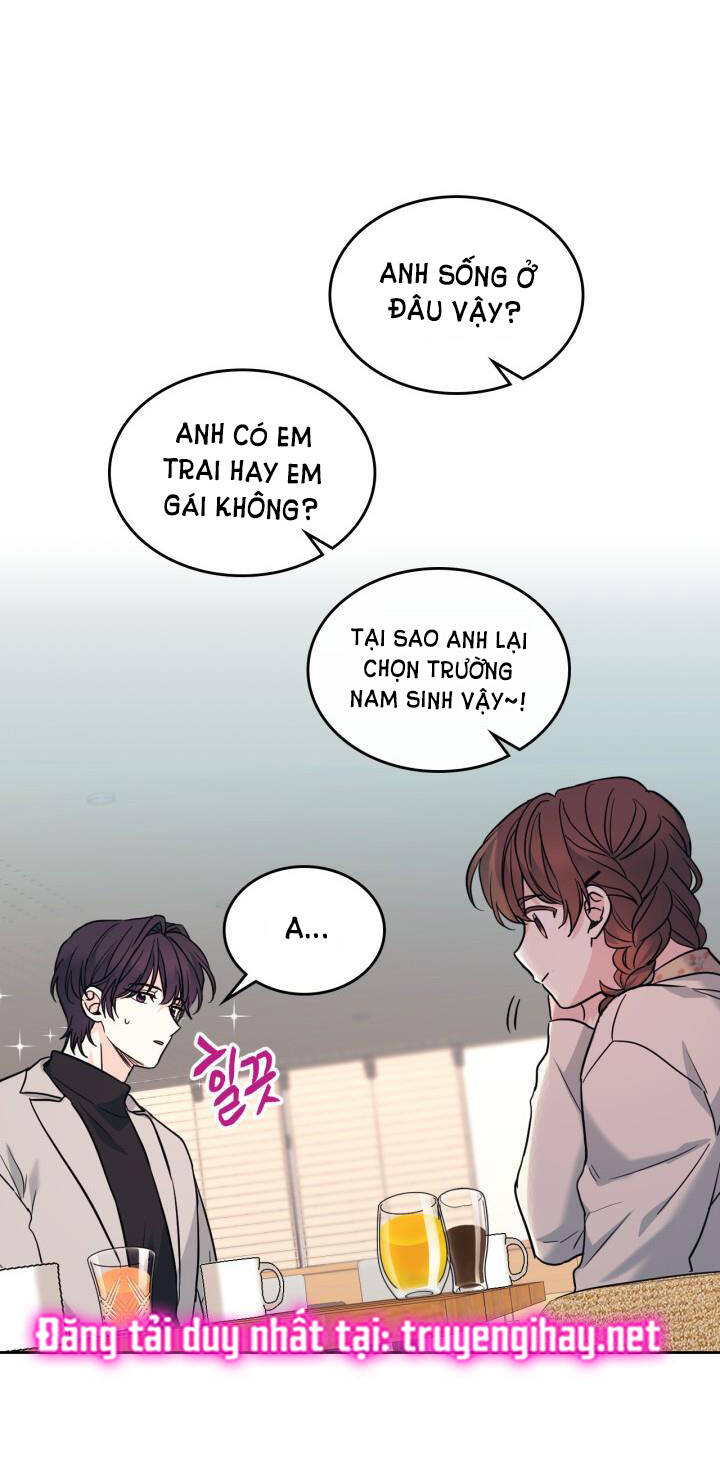 ANH SỐNG Ở
ĐÂU VẬY?
ANH CÓ EM
TRAI HAY EM
GÁI KHÔNG?
TẠI SAO ANH LẠI
CHỌN TRƯỜNG
NAM SINH VẬY~!
A...
힐끗
Đăng tải duy nhất tại: truyengihay.net